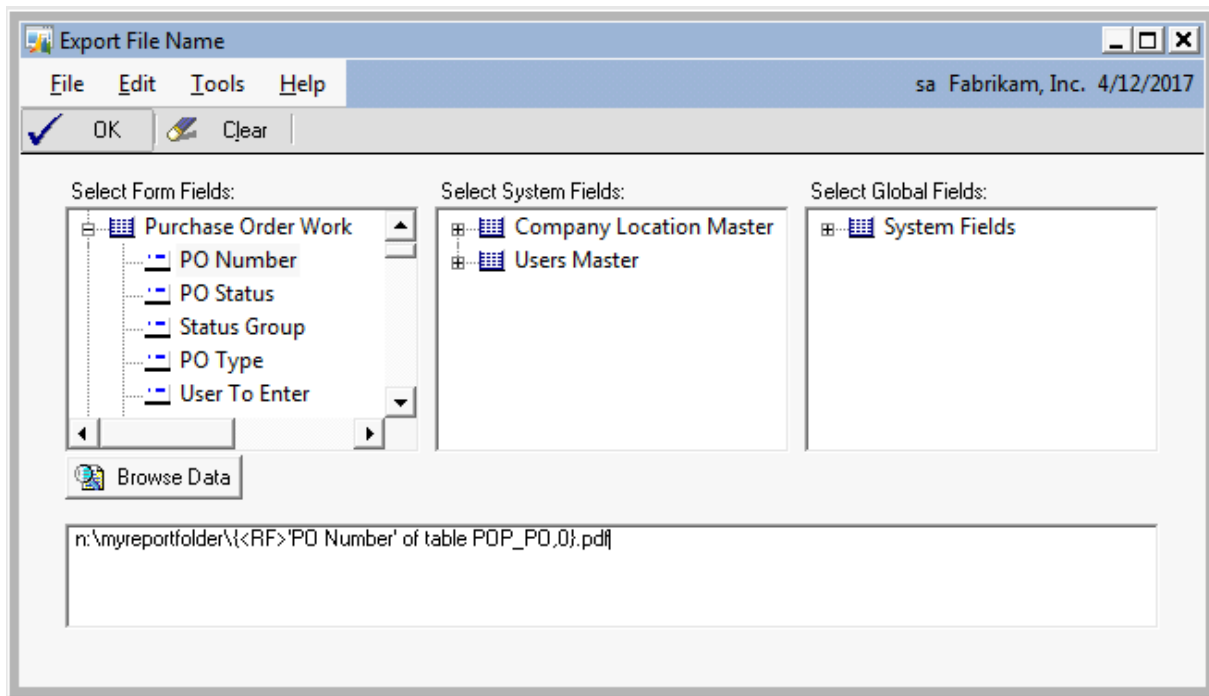 Export File Name
File Edit Tools Help sa Fabrikam, Inc. 4/12/2017
OK Clear
Select Form Fields: Select System Fields: Select Global Fields:
Purchase Order Work
PO Number
PO Status
Status Group
PO Type
User To Enter
Company Location Master
Users Master
System Fields
Browse Data
n:\myreportfolder\{<RF>'PO Number' of table POP_PO,0}.pdf